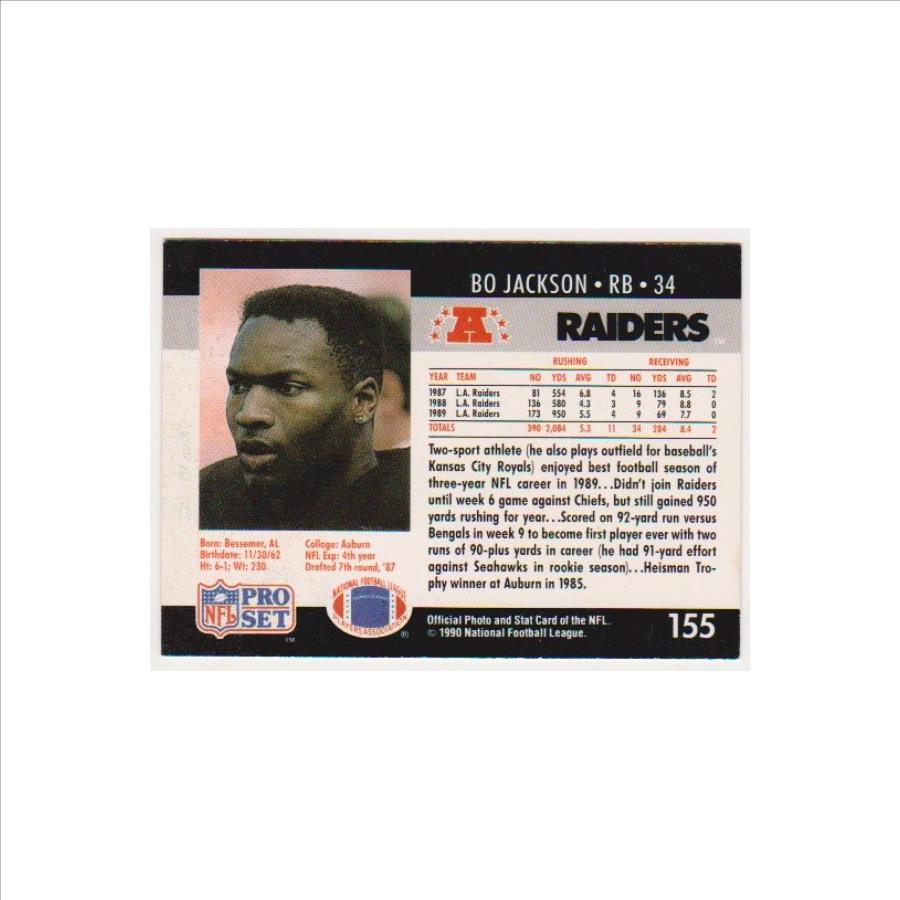 BO JACKSON • RB • 34
A
RAIDERS™
RUSHING RECEIVING
YEAR TEAM NO YDS AVG TD NO YDS AVG TD
1987 L.A. Raiders 81 554 6.8 4 16 136 8.5 2
1988 L.A. Raiders 136 580 4.3 3 9 79 8.8 0
1989 L.A. Raiders 173 950 5.5 4 9 69 7.7 0
TOTALS 390 2,084 5.3 11 34 284 8.4 2
Two-sport athlete (he also plays outfield for baseball's
Kansas City Royals) enjoyed best football season of
three-year NFL career in 1989...Didn't join Raiders
until week 6 game against Chiefs, but still gained 950
yards rushing for year...Scored on 92-yard run versus
Bengals in week 9 to become first player ever with two
runs of 90-plus yards in career (he had 91-yard effort
against Seahawks in rookie season)...Heisman Tro-
phy winner at Auburn in 1985.
Born: Bessemer, AL
Birthdate: 11/30/62
Ht: 6-1; Wt: 230
College: Auburn
NFL Exp: 4th year
Drafted 7th round, '87
NFL PRO
SET
TM
NATIONAL FOOTBALL LEAGUE
PLAYERS ASSOCIATION
®
Official Photo and Stat Card of the NFL.
© 1990 National Football League.
155